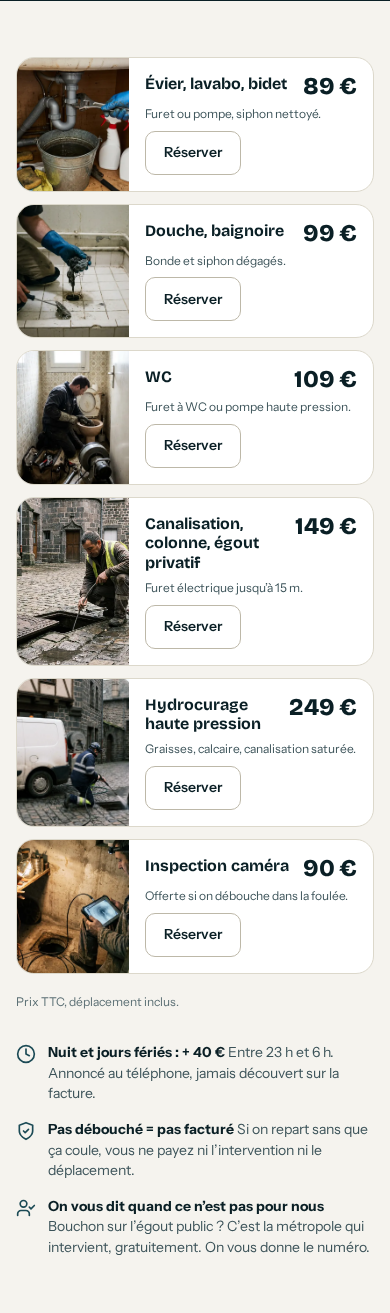 Évier, lavabo, bidet 89 €
Furet ou pompe, siphon nettoyé.
Réserver
Douche, baignoire 99 €
Bonde et siphon dégagés.
Réserver
WC 109 €
Furet à WC ou pompe haute pression.
Réserver
Canalisation, 149 €
colonne, égout
privatif
Furet électrique jusqu’à 15 m.
Réserver
Hydrocurage 249 €
haute pression
Graisses, calcaire, canalisation saturée.
Réserver
Inspection caméra 90 €
Offerte si on débouche dans la foulée.
Réserver
Prix TTC, déplacement inclus.
Nuit et jours fériés : + 40 € Entre 23 h et 6 h.
Annoncé au téléphone, jamais découvert sur la
facture.
Pas débouché = pas facturé Si on repart sans que
ça coule, vous ne payez ni l’intervention ni le
déplacement.
On vous dit quand ce n’est pas pour nous
Bouchon sur l’égout public ? C’est la métropole qui
intervient, gratuitement. On vous donne le numéro.